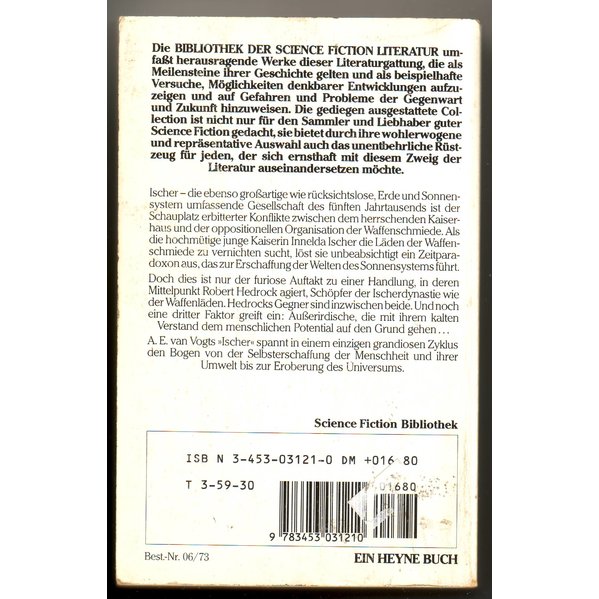 Die BIBLIOTHEK DER SCIENCE FICTION LITERATUR um-
faßt herausragende Werke dieser Literaturgattung, die als
Meilensteine ihrer Geschichte gelten und als beispielhafte
Versuche, Möglichkeiten denkbarer Entwicklungen aufzu-
zeigen und auf Gefahren und Probleme der Gegenwart
und Zukunft hinzuweisen. Die gediegen ausgestattete Col-
lection ist nicht nur für den Sammler und Liebhaber guter
Science Fiction gedacht, sie bietet durch ihre wohlerwogene
und repräsentative Auswahl auch das unentbehrliche Rüst-
zeug für jeden, der sich ernsthaft mit diesem Zweig der
Literatur auseinandersetzen möchte.
Ischer – die ebenso großartige wie rücksichtslose, Erde und Sonnen-
system umfassende Gesellschaft des fünften Jahrtausends ist der
Schauplatz erbitterter Konflikte zwischen dem herrschenden Kaiser-
haus und der oppositionellen Organisation der Waffenschmiede. Als
die hochmütige junge Kaiserin Innelda Ischer die Läden der Waffen-
schmiede zu vernichten sucht, löst sie unbeabsichtigt ein Zeitpara-
doxon aus, das zur Erschaffung der Welten des Sonnensystems führt.
Doch dies ist nur der furiose Auftakt zu einer Handlung, in deren
Mittelpunkt Robert Hedrock agiert, Schöpfer der Ischerdynastie wie
der Waffenläden. Hedrocks Gegner sind inzwischen beide. Und noch
eine dritter Faktor greift ein: Außerirdische, die mit ihrem kalten
Verstand dem menschlichen Potential auf den Grund gehen ...
A. E. van Vogts »Ischer« spannt in einem einzigen grandiosen Zyklus
den Bogen von der Selbsterschaffung der Menschheit und ihrer
Umwelt bis zur Eroberung des Universums.
Science Fiction Bibliothek
ISB N 3-453-03121-0 DM +016 80
T 3-59-30
+01680
9 783453 031210
Best.-Nr. 06/73
EIN HEYNE BUCH